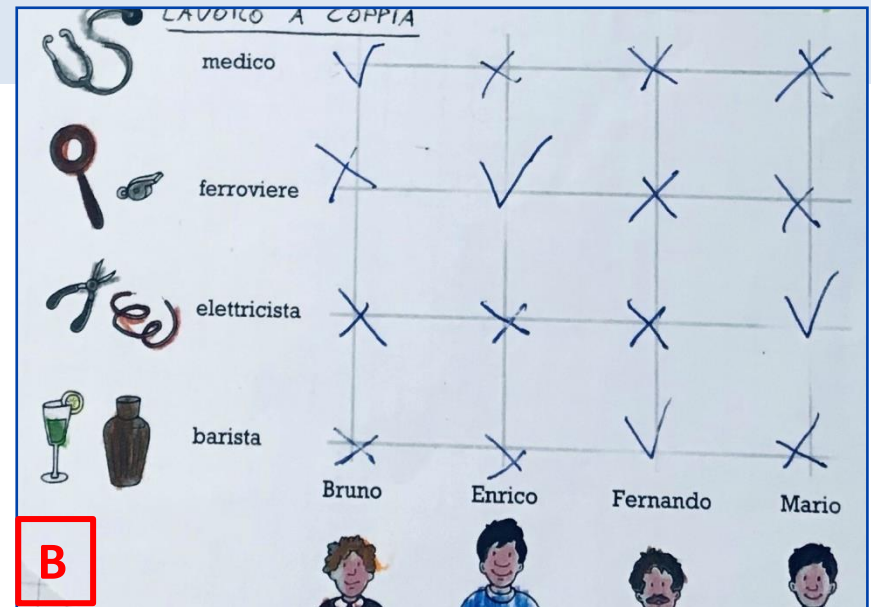 LAVORO A COPPIA
medico
ferroviere
elettricista
barista
Bruno Enrico Fernando Mario
B